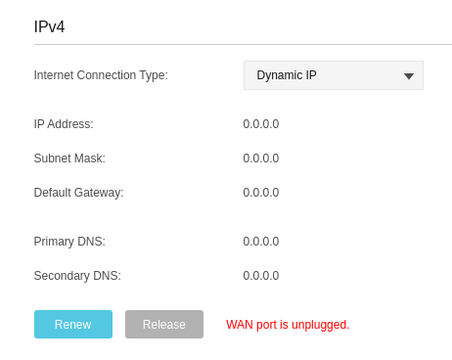 IPv4
Internet Connection Type: Dynamic IP
IP Address: 0.0.0.0
Subnet Mask: 0.0.0.0
Default Gateway: 0.0.0.0
Primary DNS: 0.0.0.0
Secondary DNS: 0.0.0.0
Renew Release WAN port is unplugged.